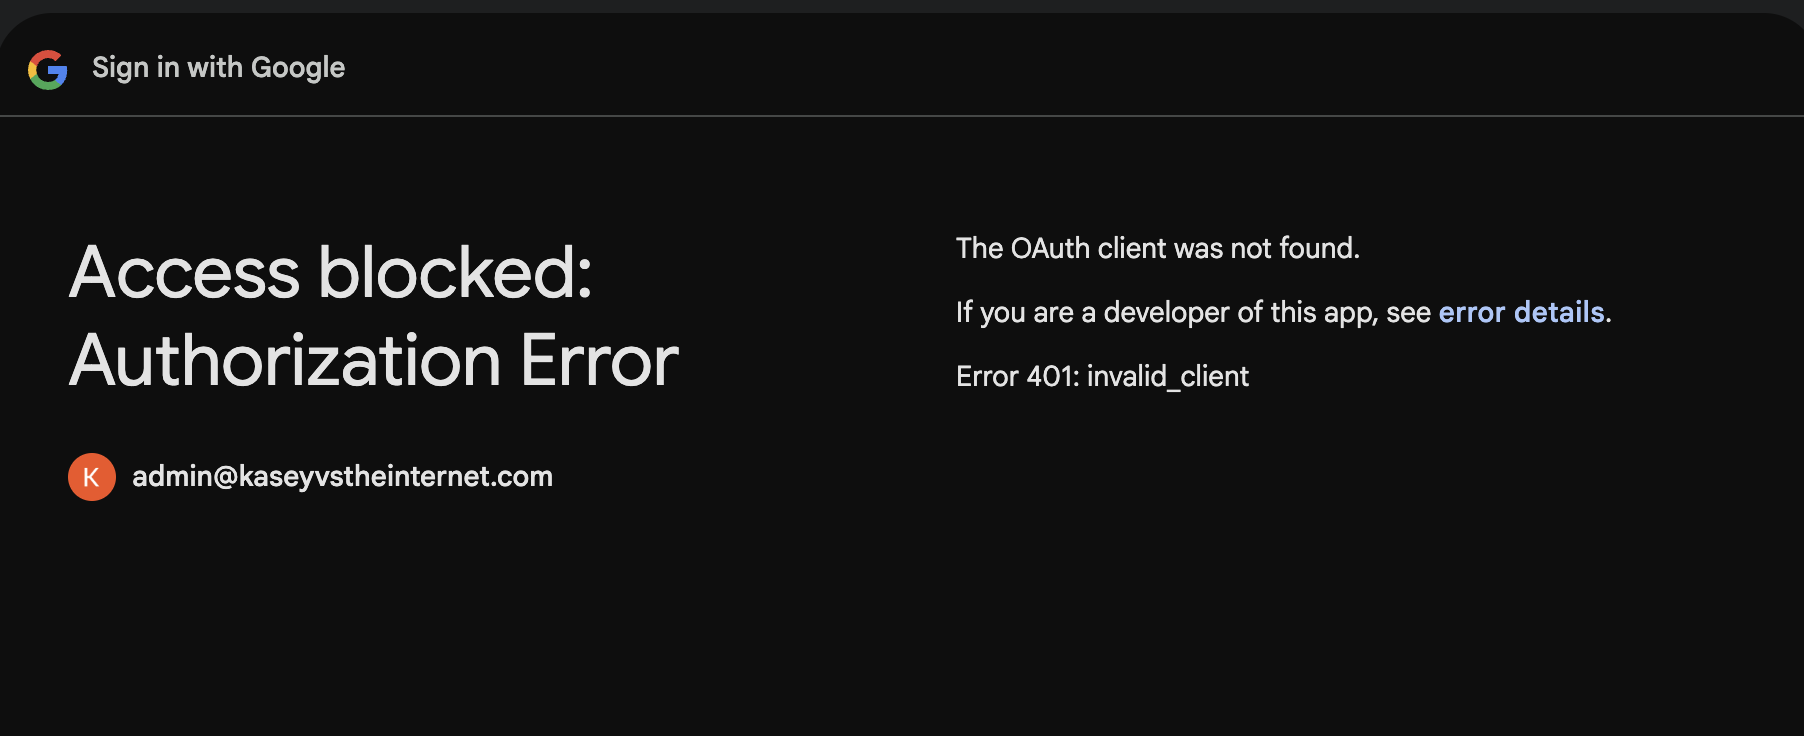 Sign in with Google
Access blocked:
Authorization Error
K admin@kaseyvstheinternet.com
The OAuth client was not found.
If you are a developer of this app, see error details.
Error 401: invalid_client